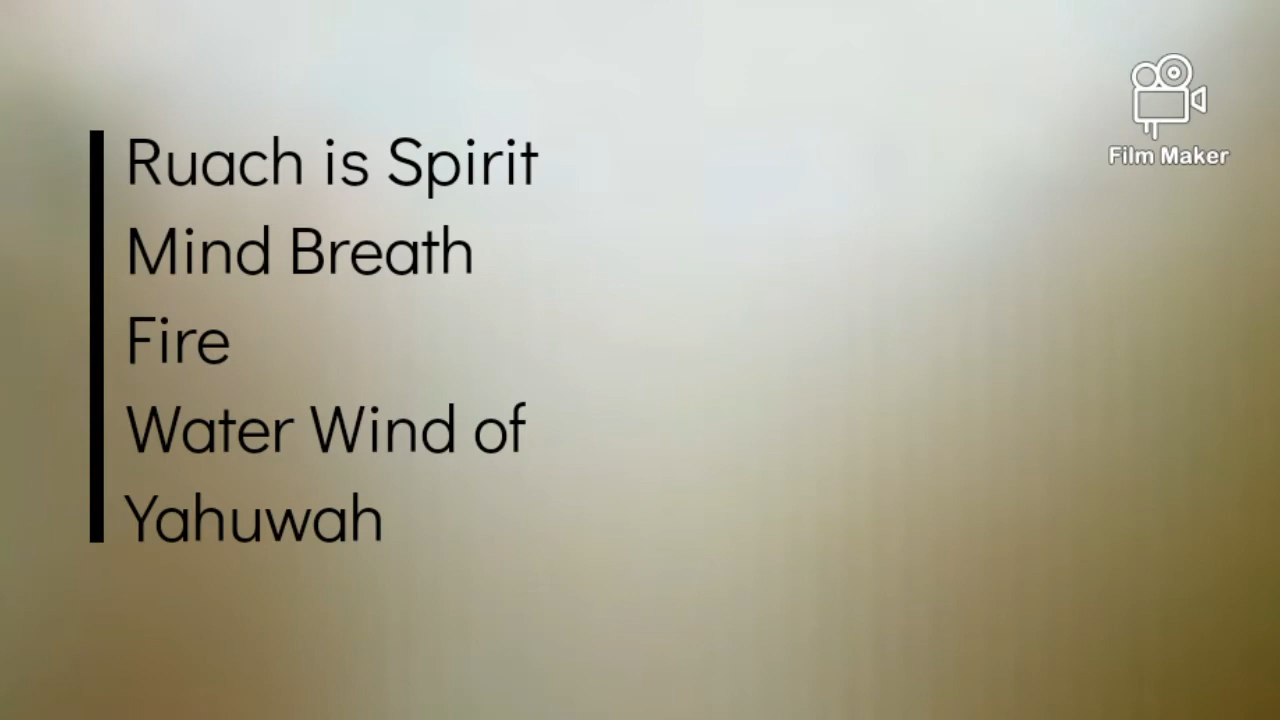 Ruach is Spirit
Mind Breath
Fire
Water Wind of
Yahuwah
Film Maker